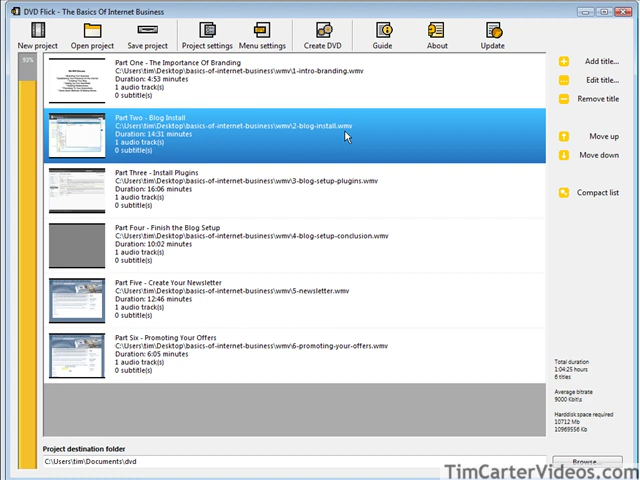 DVD Flick - The Basics Of Internet Business
New project
Open project
Save project
Project settings
Menu settings
Create DVD
Guide
About
Update
93%
Part One - The Importance Of Branding
C:\Users\tim\Desktop\basics-of-internet-business\wmv\1-intro-branding.wmv
Duration: 4:53 minutes
1 audio track(s)
0 subtitle(s)
Part Two - Blog Install
C:\Users\tim\Desktop\basics-of-internet-business\wmv\2-blog-install.wmv
Duration: 14:31 minutes
1 audio track(s)
0 subtitle(s)
Part Three - Install Plugins
C:\Users\tim\Desktop\basics-of-internet-business\wmv\3-blog-setup-plugins.wmv
Duration: 16:06 minutes
1 audio track(s)
0 subtitle(s)
Part Four - Finish the Blog Setup
C:\Users\tim\Desktop\basics-of-internet-business\wmv\4-blog-setup-conclusion.wmv
Duration: 10:02 minutes
1 audio track(s)
0 subtitle(s)
Part Five - Create Your Newsletter
C:\Users\tim\Desktop\basics-of-internet-business\wmv\5-newsletter.wmv
Duration: 12:46 minutes
1 audio track(s)
0 subtitle(s)
Part Six - Promoting Your Offers
C:\Users\tim\Desktop\basics-of-internet-business\wmv\6-promoting-your-offers.wmv
Duration: 6:05 minutes
1 audio track(s)
0 subtitle(s)
Add title...
Edit title...
Remove title
Move up
Move down
Compact list
Total duration
1:04:25 hours
6 titles
Average bitrate
9000 Kbit\s
Harddisk space required
10712 Mb
10969556 Kb
Project destination folder
C:\Users\tim\Documents\dvd
Browse...
TimCarterVideos.com